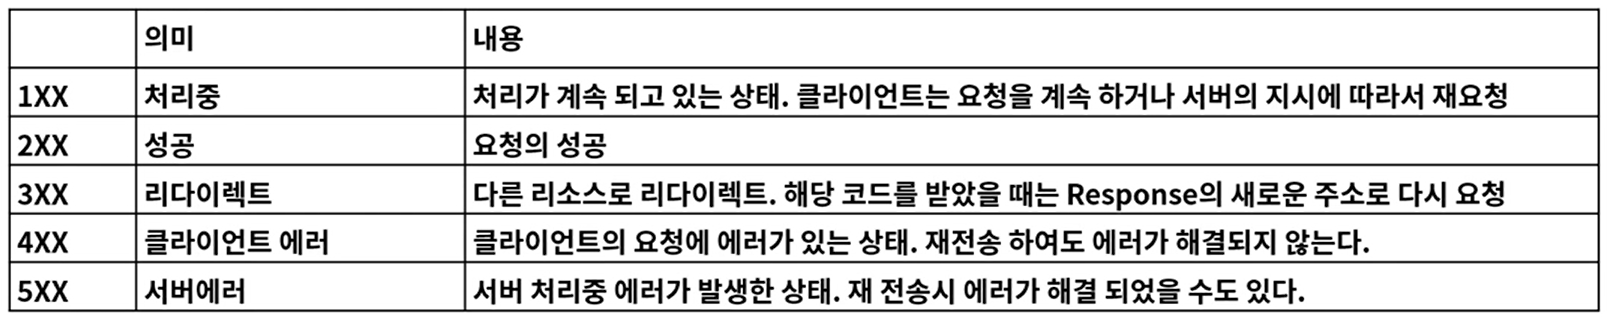 의미 내용
1XX 처리중 처리가 계속 되고 있는 상태. 클라이언트는 요청을 계속 하거나 서버의 지시에 따라서 재요청
2XX 성공 요청의 성공
3XX 리다이렉트 다른 리소스로 리다이렉트. 해당 코드를 받았을 때는 Response의 새로운 주소로 다시 요청
4XX 클라이언트 에러 클라이언트의 요청에 에러가 있는 상태. 재전송 하여도 에러가 해결되지 않는다.
5XX 서버에러 서버 처리중 에러가 발생한 상태. 재 전송시 에러가 해결 되었을 수도 있다.